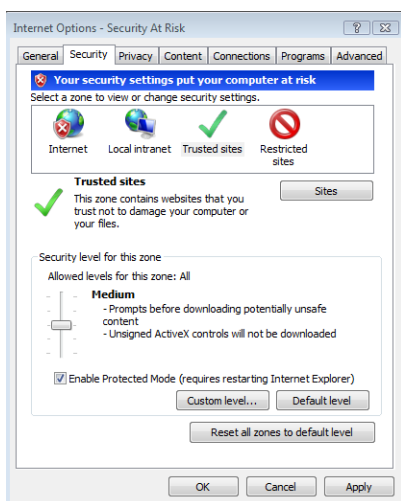 Internet Options - Security At Risk
General Security Privacy Content Connections Programs Advanced
Your security settings put your computer at risk
Select a zone to view or change security settings.
Internet Local intranet Trusted sites Restricted sites
Trusted sites
This zone contains websites that you
trust not to damage your computer or
your files.
Sites
Security level for this zone
Allowed levels for this zone: All
Medium
- Prompts before downloading potentially unsafe
content
- Unsigned ActiveX controls will not be downloaded
Enable Protected Mode (requires restarting Internet Explorer)
Custom level... Default level
Reset all zones to default level
OK Cancel Apply